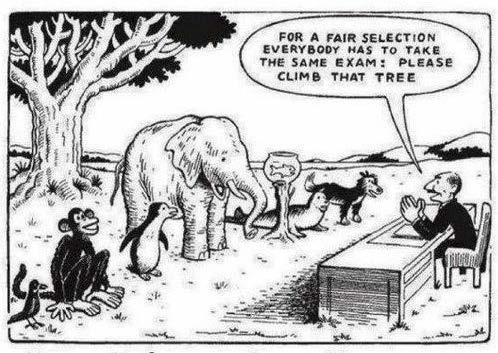 FOR A FAIR SELECTION
EVERYBODY HAS TO TAKE
THE SAME EXAM: PLEASE
CLIMB THAT TREE